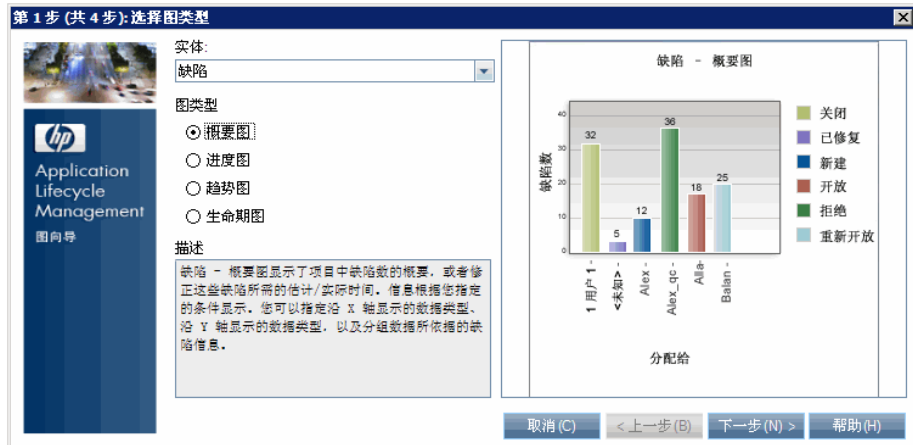 第 1 步 (共 4 步): 选择图类型
hp
Application
Lifecycle
Management
图向导
实体:
缺陷
图类型
概要图
进度图
趋势图
生命期图
描述
缺陷 - 概要图显示了项目中缺陷数的概要，或者修
正这些缺陷所需的估计/实际时间。信息根据您指定
的条件显示。您可以指定沿 X 轴显示的数据类型、
沿 Y 轴显示的数据类型，以及分组数据所依据的缺
陷信息。
缺陷 - 概要图
缺陷数
40
30
20
10
0
32
5
12
36
18
25
1 用户 1 -
<未知> -
Alex -
Alex_qc -
Alla-
Balan -
分配给
关闭
已修复
新建
开放
拒绝
重新开放
取消(C)
< 上一步(B)
下一步(N) >
帮助(H)